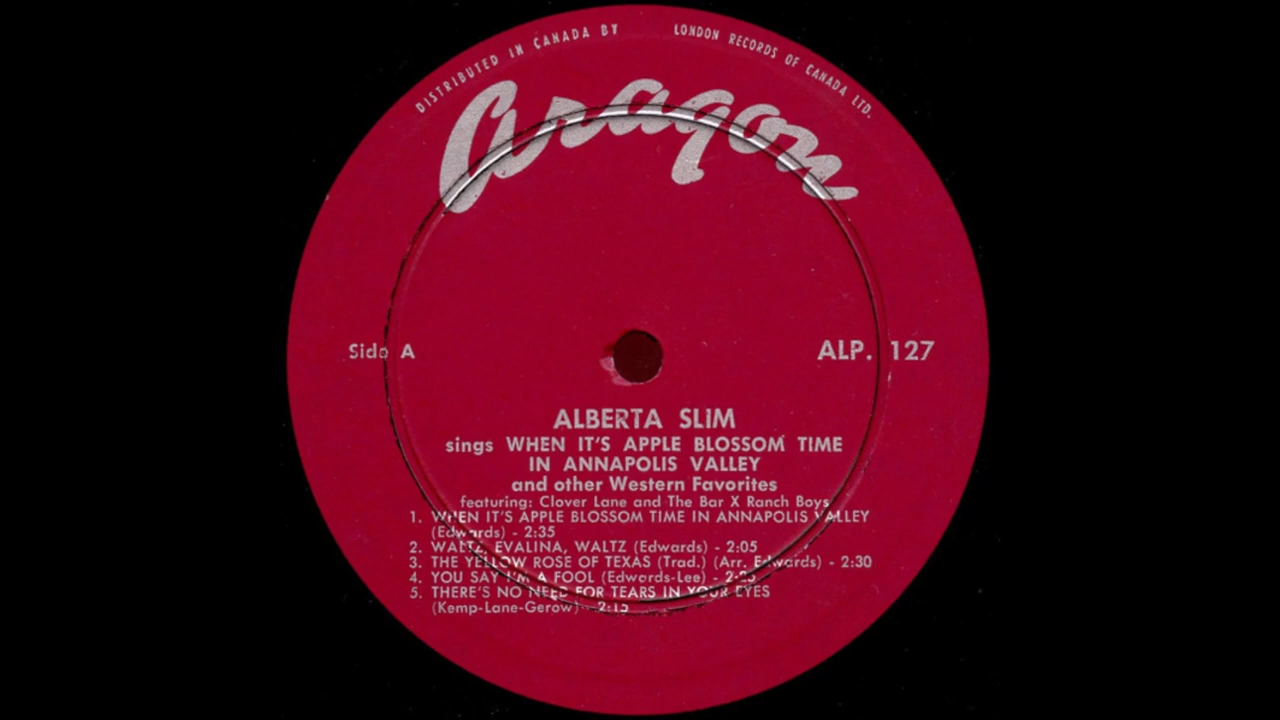 DISTRIBUTED IN CANADA BY LONDON RECORDS OF CANADA LTD.
Aragon
Side A
ALP. 127
ALBERTA SLIM
sings WHEN IT'S APPLE BLOSSOM TIME
IN ANNAPOLIS VALLEY
and other Western Favorites
featuring: Clover Lane and The Bar X Ranch Boys
1. WHEN IT'S APPLE BLOSSOM TIME IN ANNAPOLIS VALLEY
(Edwards) - 2:35
2. WALTZ, EVALINA, WALTZ (Edwards) - 2:05
3. THE YELLOW ROSE OF TEXAS (Trad.) (Arr. Edwards) - 2:30
4. YOU SAY I'M A FOOL (Edwards-Lee) - 2:25
5. THERE'S NO NEED FOR TEARS IN YOUR EYES
(Kemp-Lane-Gerow) - 2:15